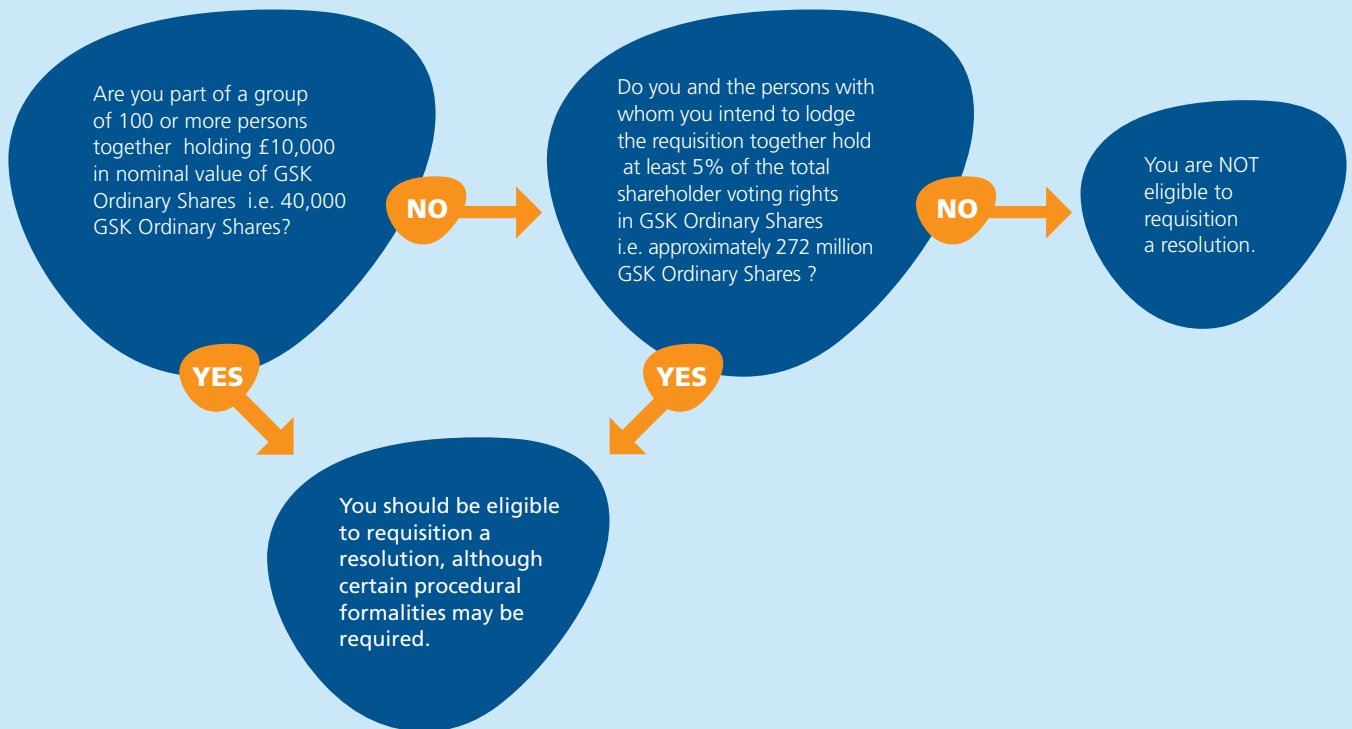 Are you part of a group
of 100 or more persons
together holding £10,000
in nominal value of GSK
Ordinary Shares i.e. 40,000
GSK Ordinary Shares?
NO
Do you and the persons with
whom you intend to lodge
the requisition together hold
at least 5% of the total
shareholder voting rights
in GSK Ordinary Shares
i.e. approximately 272 million
GSK Ordinary Shares ?
NO
You are NOT
eligible to
requisition
a resolution.
YES
YES
You should be eligible
to requisition a
resolution, although
certain procedural
formalities may be
required.